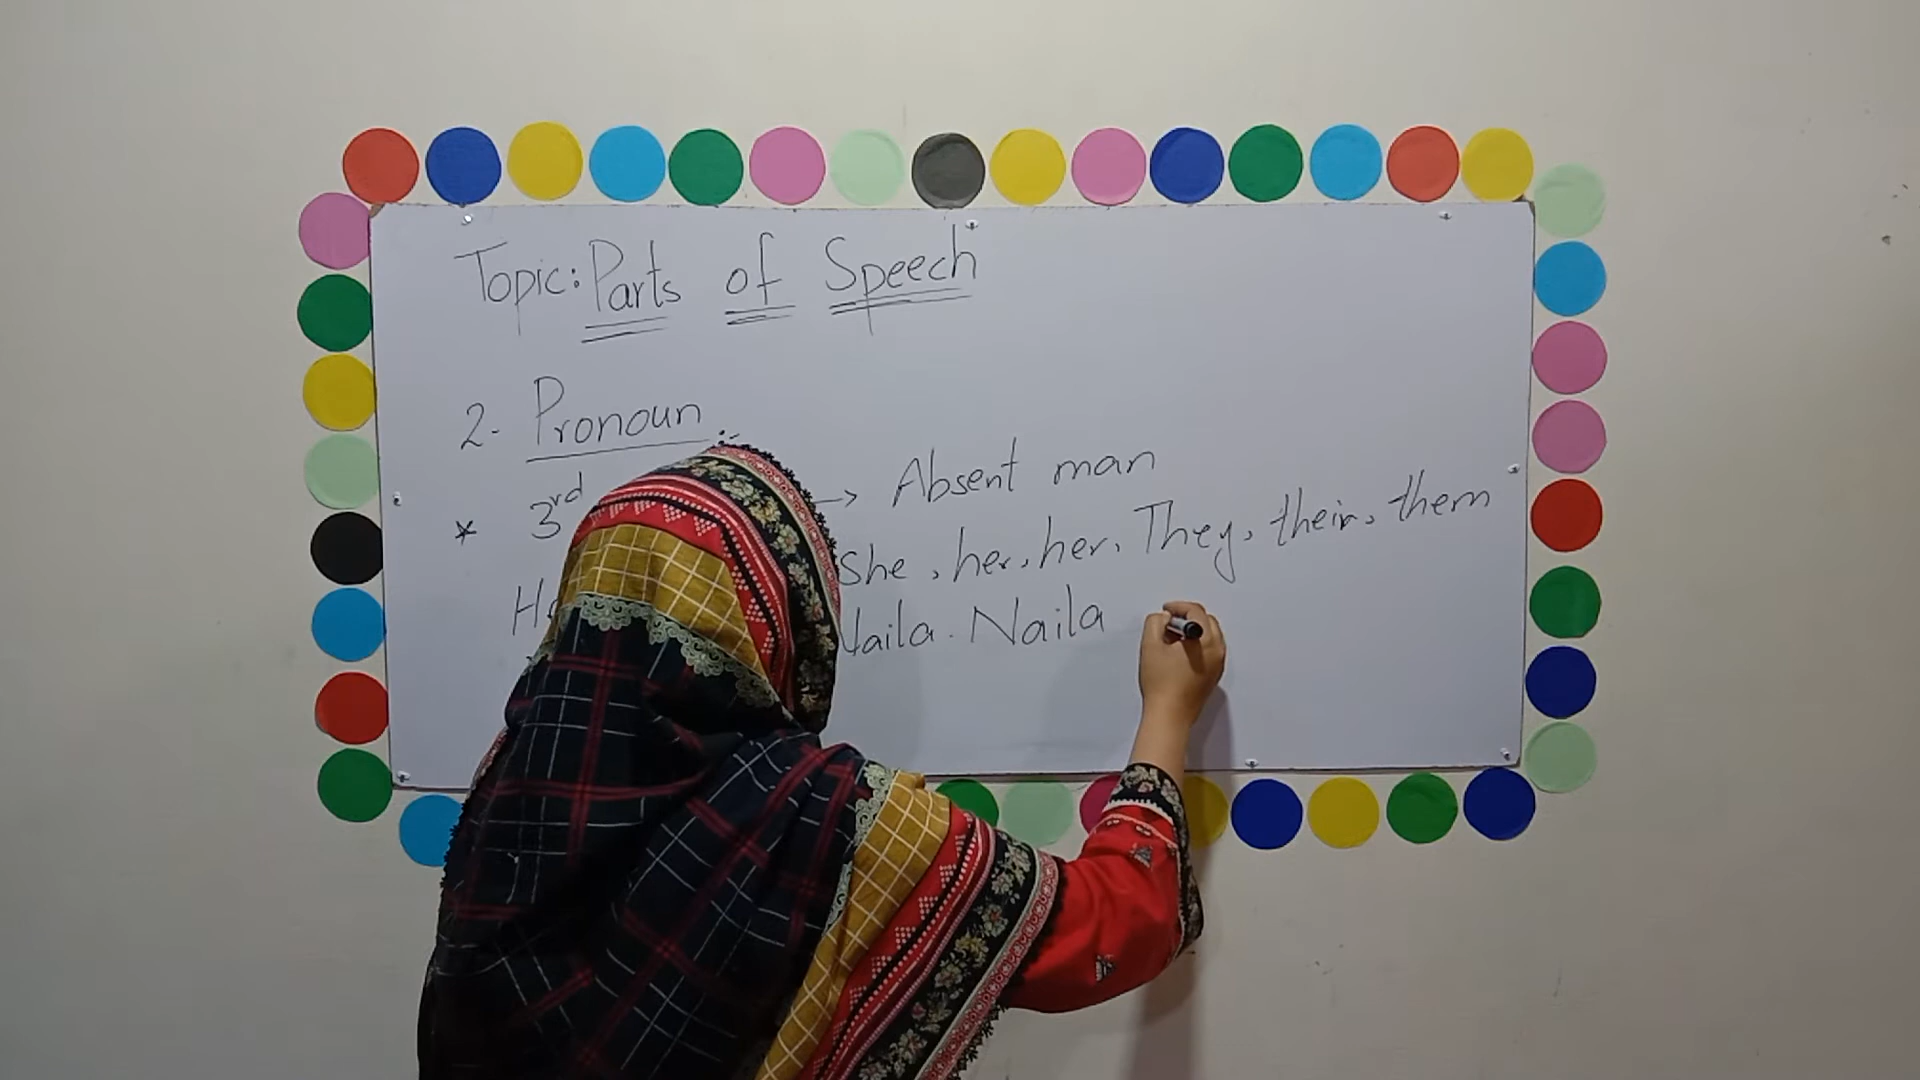 Topic: Parts of Speech
2- Pronoun :-
* 3rd → Absent man
She, her, her, They, their, them
Naila. Naila